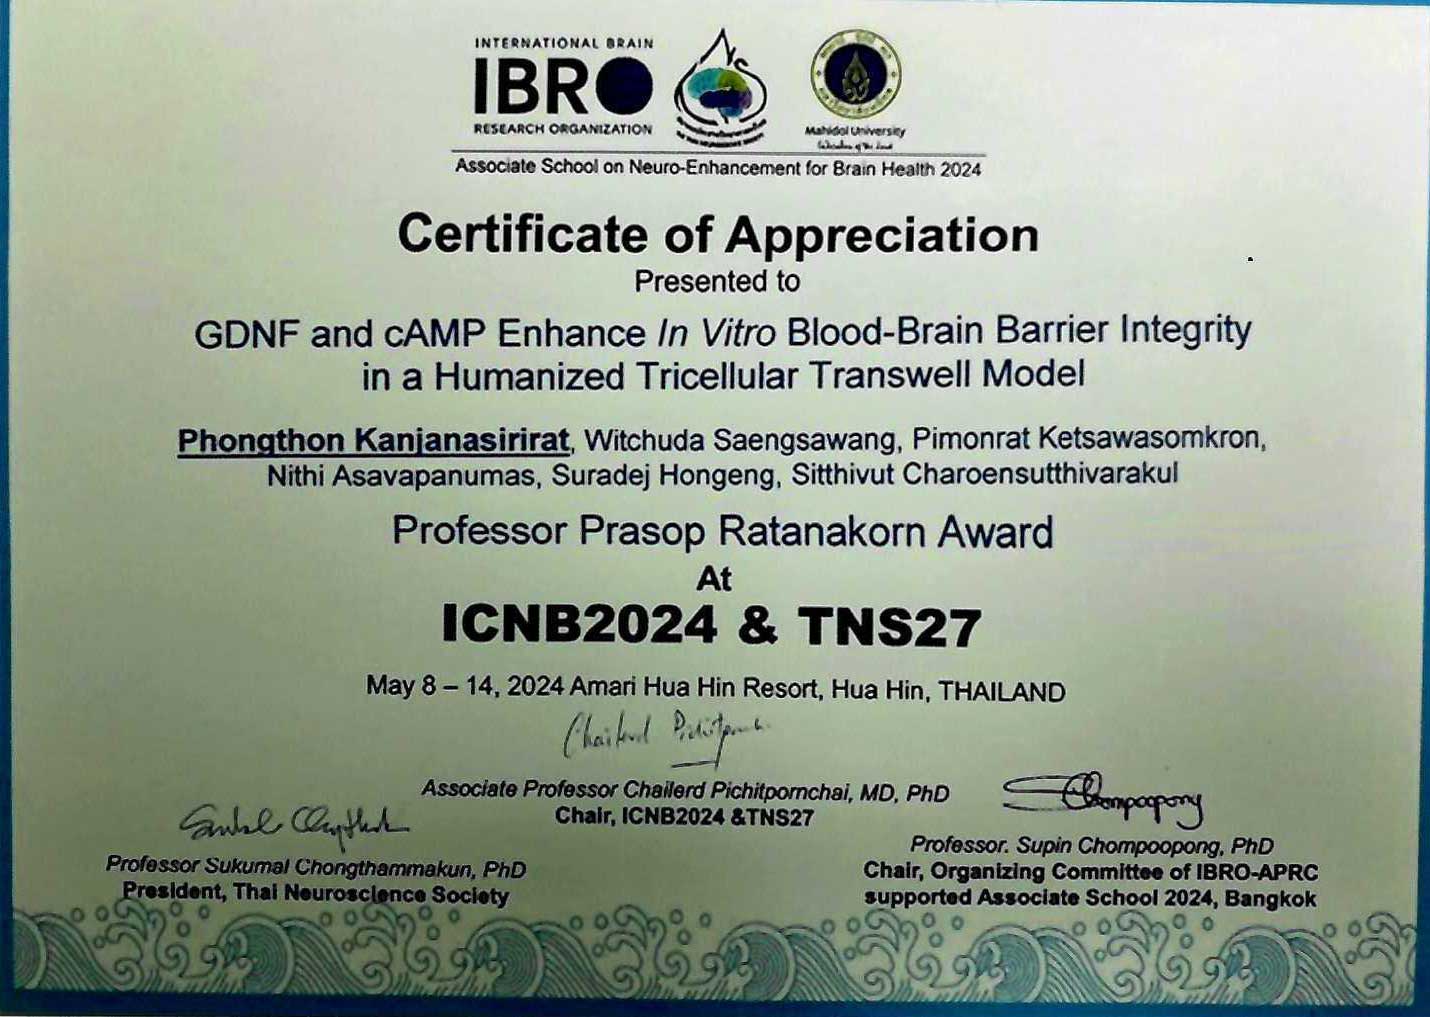 INTERNATIONAL BRAIN
IBRO
RESEARCH ORGANIZATION
Mahidol University
Wisdom of the Land
Associate School on Neuro-Enhancement for Brain Health 2024
Certificate of Appreciation
Presented to
GDNF and cAMP Enhance In Vitro Blood-Brain Barrier Integrity
in a Humanized Tricellular Transwell Model
Phongthon Kanjanasirirat, Witchuda Saengsawang, Pimonrat Ketsawasomkron,
Nithi Asavapanumas, Suradej Hongeng, Sitthivut Charoensutthivarakul
Professor Prasop Ratanakorn Award
At
ICNB2024 & TNS27
May 8 – 14, 2024 Amari Hua Hin Resort, Hua Hin, THAILAND
Associate Professor Chailerd Pichitpornchai, MD, PhD
Chair, ICNB2024 &TNS27
Professor Sukumal Chongthammakun, PhD
President, Thai Neuroscience Society
Chompoopong
Professor. Supin Chompoopong, PhD
Chair, Organizing Committee of IBRO-APRC
supported Associate School 2024, Bangkok